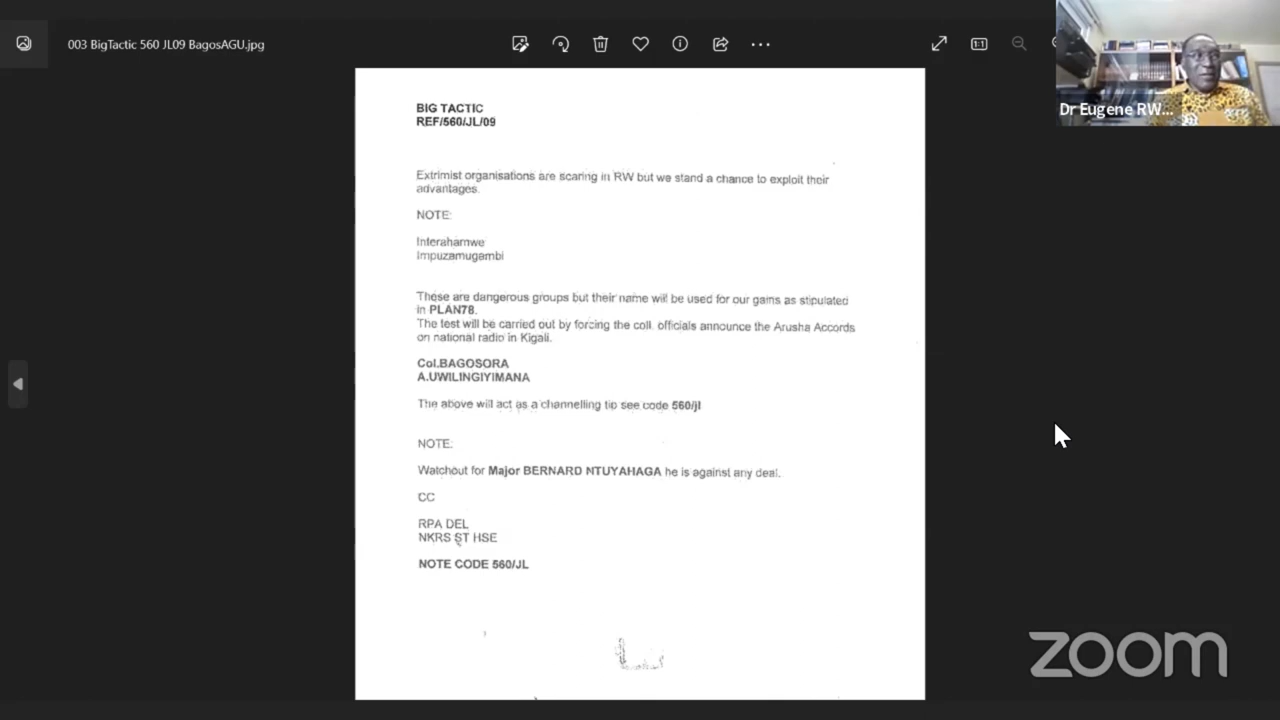 003 BigTactic 560 JL09 BagosAGU.jpg
1:1
Dr Eugene RW...
BIG TACTIC
REF/560/JL/09
Extrimist organisations are scaring in RW but we stand a chance to exploit their
advantages.
NOTE:
Interahamwe
Impuzamugambi
These are dangerous groups but their name will be used for our gains as stipulated
in PLAN78.
The test will be carried out by forcing the coll. officials announce the Arusha Accords
on national radio in Kigali.
Col.BAGOSORA
A.UWILINGIYIMANA
The above will act as a channelling tip see code 560/jl
NOTE:
Watchout for Major BERNARD NTUYAHAGA he is against any deal.
CC
RPA DEL
NKRS ST HSE
NOTE CODE 560/JL
zoom